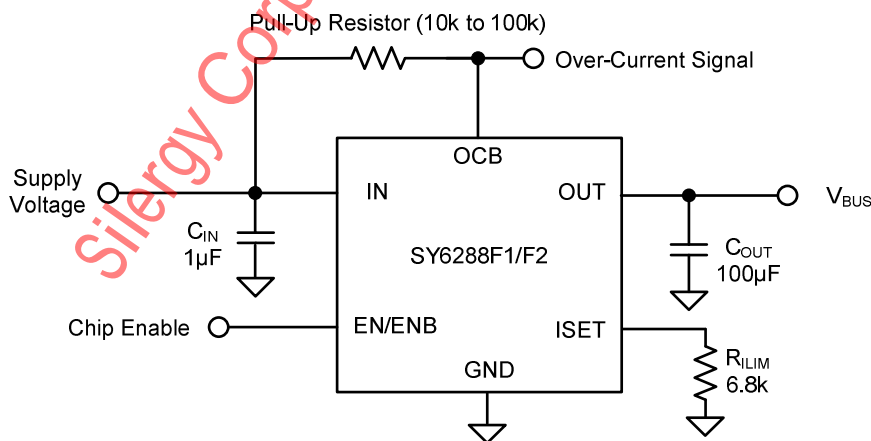 Pull-Up Resistor (10k to 100k)
Over-Current Signal
OCB
Supply
Voltage
IN
OUT
VBUS
CIN
1µF
SY6288F1/F2
COUT
100µF
Chip Enable
EN/ENB
ISET
GND
RILIM
6.8k
Silergy Corp